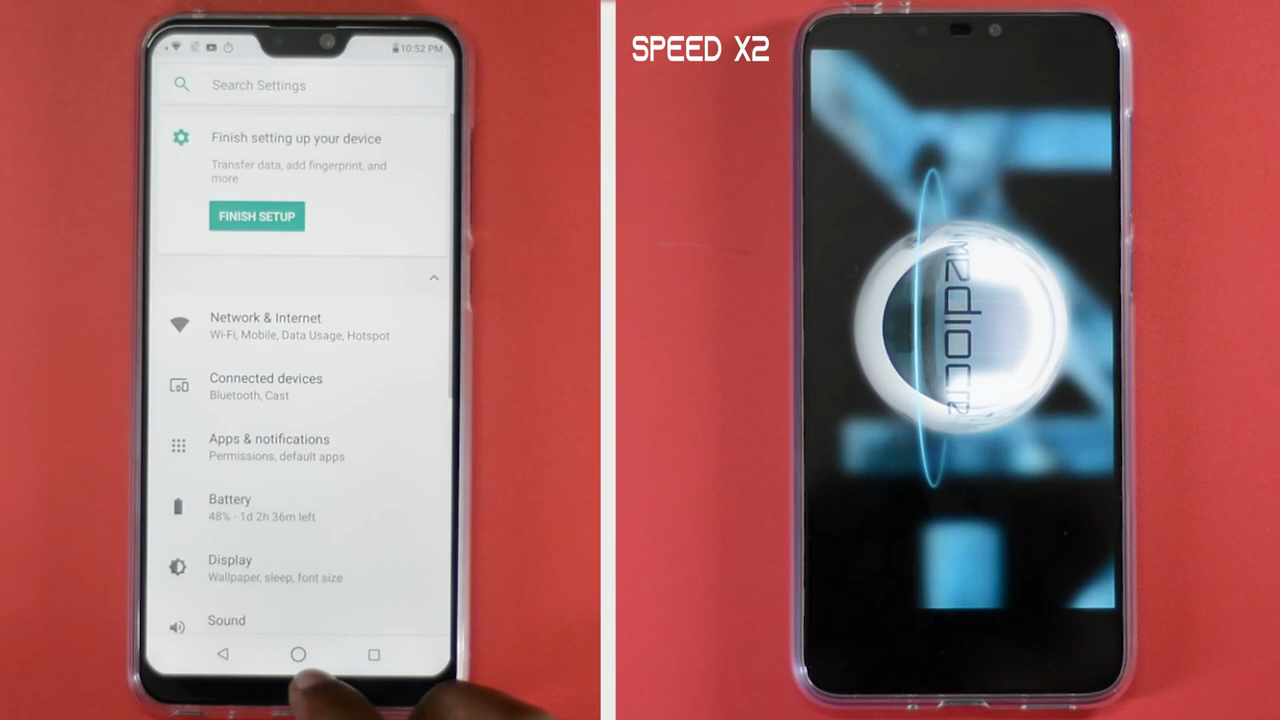 10:52 PM
Search Settings
Finish setting up your device
Transfer data, add fingerprint, and
more
FINISH SETUP
Network & Internet
Wi-Fi, Mobile, Data Usage, Hotspot
Connected devices
Bluetooth, Cast
Apps & notifications
Permissions, default apps
Battery
48% - 1d 2h 36m left
Display
Wallpaper, sleep, font size
Sound
SPEED X2
mediocre